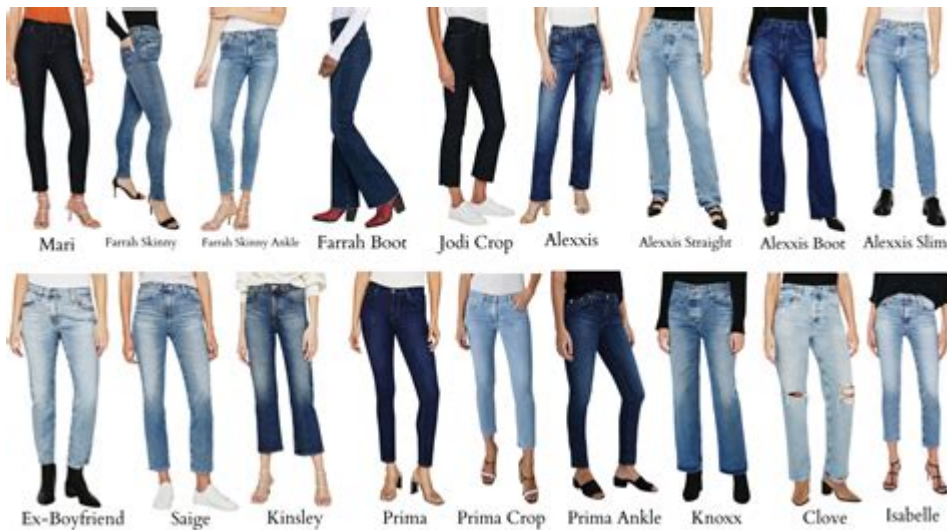 Mari
Farrah Skinny
Farrah Skinny Ankle
Farrah Boot
Jodi Crop
Alexxis
Alexxis Straight
Alexxis Boot
Alexxis Slim
Ex-Boyfriend
Saige
Kinsley
Prima
Prima Crop
Prima Ankle
Knoxx
Clove
Isabelle